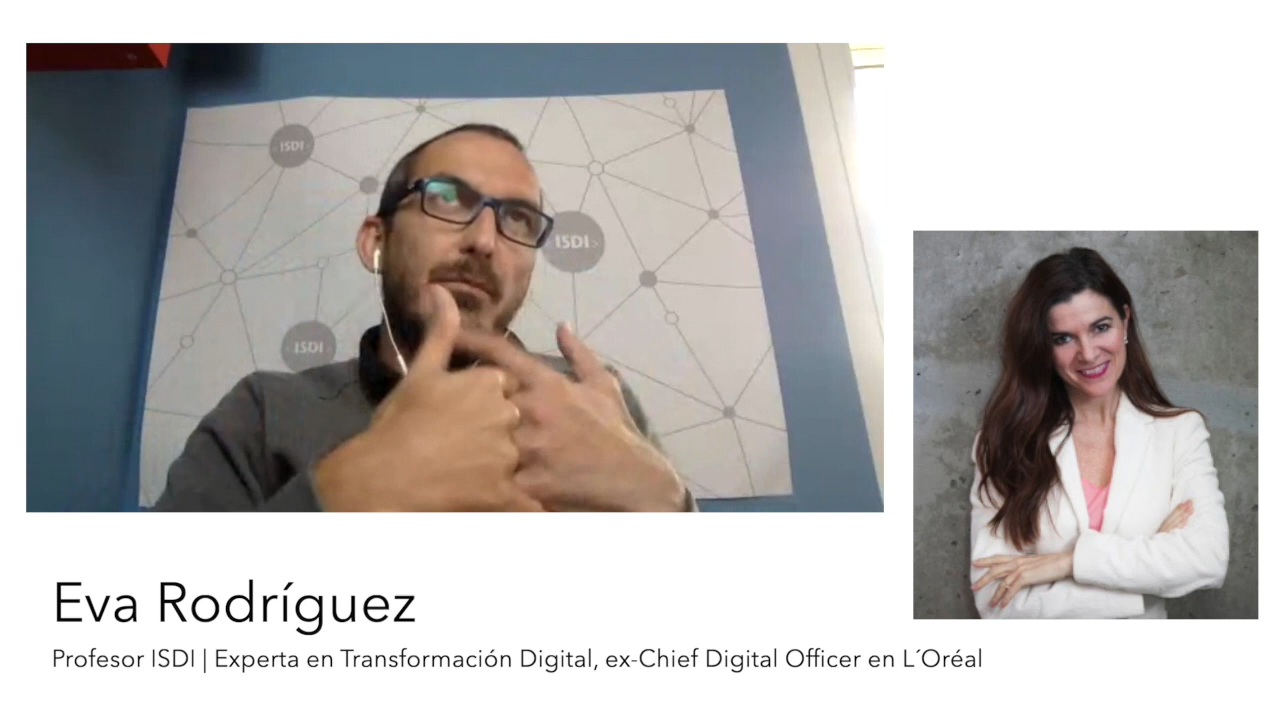 ISDI
ISDI
ISDI
Eva Rodríguez
Profesor ISDI | Experta en Transformación Digital, ex-Chief Digital Officer en L´Oréal